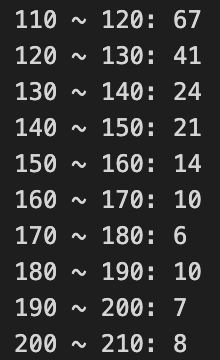 110 ~ 120: 67
120 ~ 130: 41
130 ~ 140: 24
140 ~ 150: 21
150 ~ 160: 14
160 ~ 170: 10
170 ~ 180: 6
180 ~ 190: 10
190 ~ 200: 7
200 ~ 210: 8